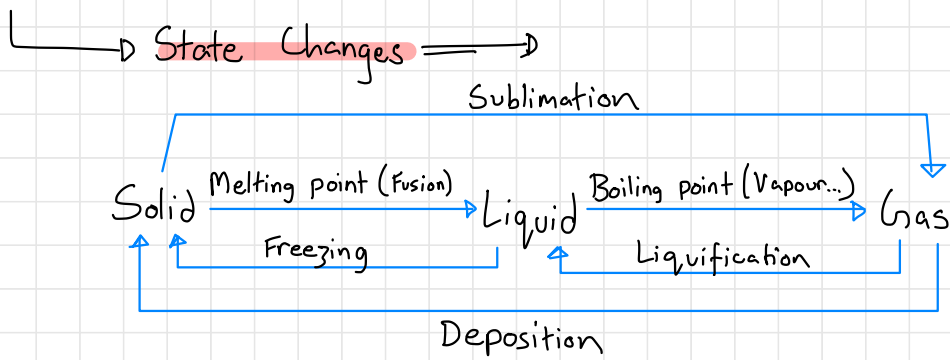 State Changes
Sublimation
Solid Melting point (Fusion) Liquid Boiling point (Vapour...) Gas
Freezing Liquification
Deposition